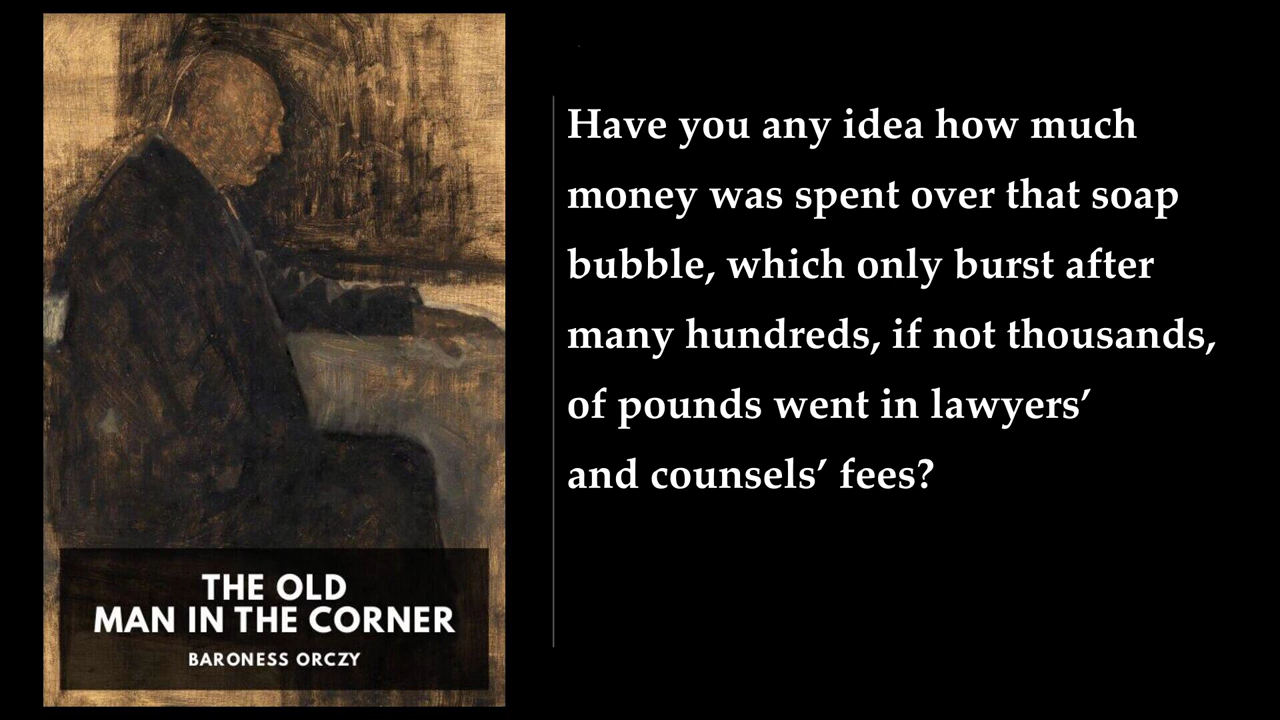 THE OLD
MAN IN THE CORNER
BARONESS ORCZY
Have you any idea how much
money was spent over that soap
bubble, which only burst after
many hundreds, if not thousands,
of pounds went in lawyers’
and counsels’ fees?